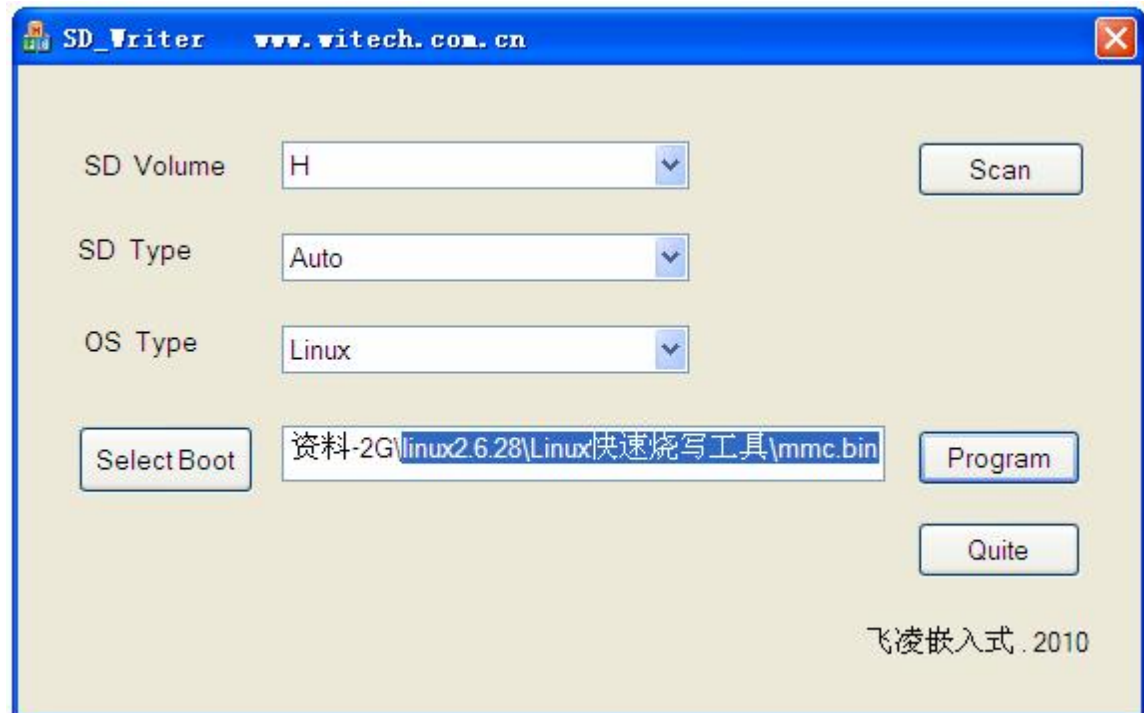 SD_Writer www.witech.com.cn
SD Volume H Scan
SD Type Auto
OS Type Linux
Select Boot 资料-2G\linux2.6.28\Linux快速烧写工具\mmc.bin Program
Quite
飞凌嵌入式 . 2010